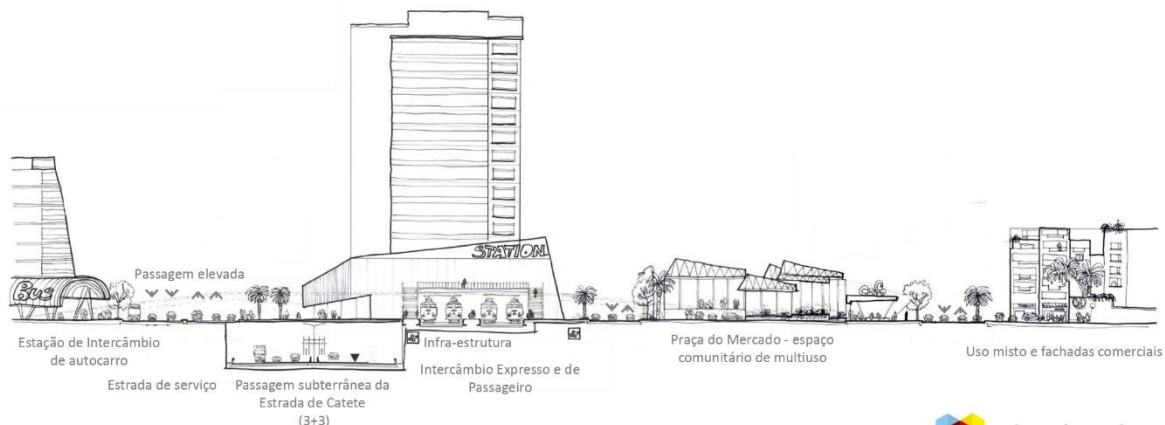 STATION
Passagem elevada
BUS
Estação de Intercâmbio
de autocarro
Infra-estrutura
Praça do Mercado - espaço
comunitário de multiuso
Uso misto e fachadas comerciais
Intercâmbio Expresso e de
Passageiro
Estrada de serviço
Passagem subterrânea da
Estrada de Catete
(3+3)